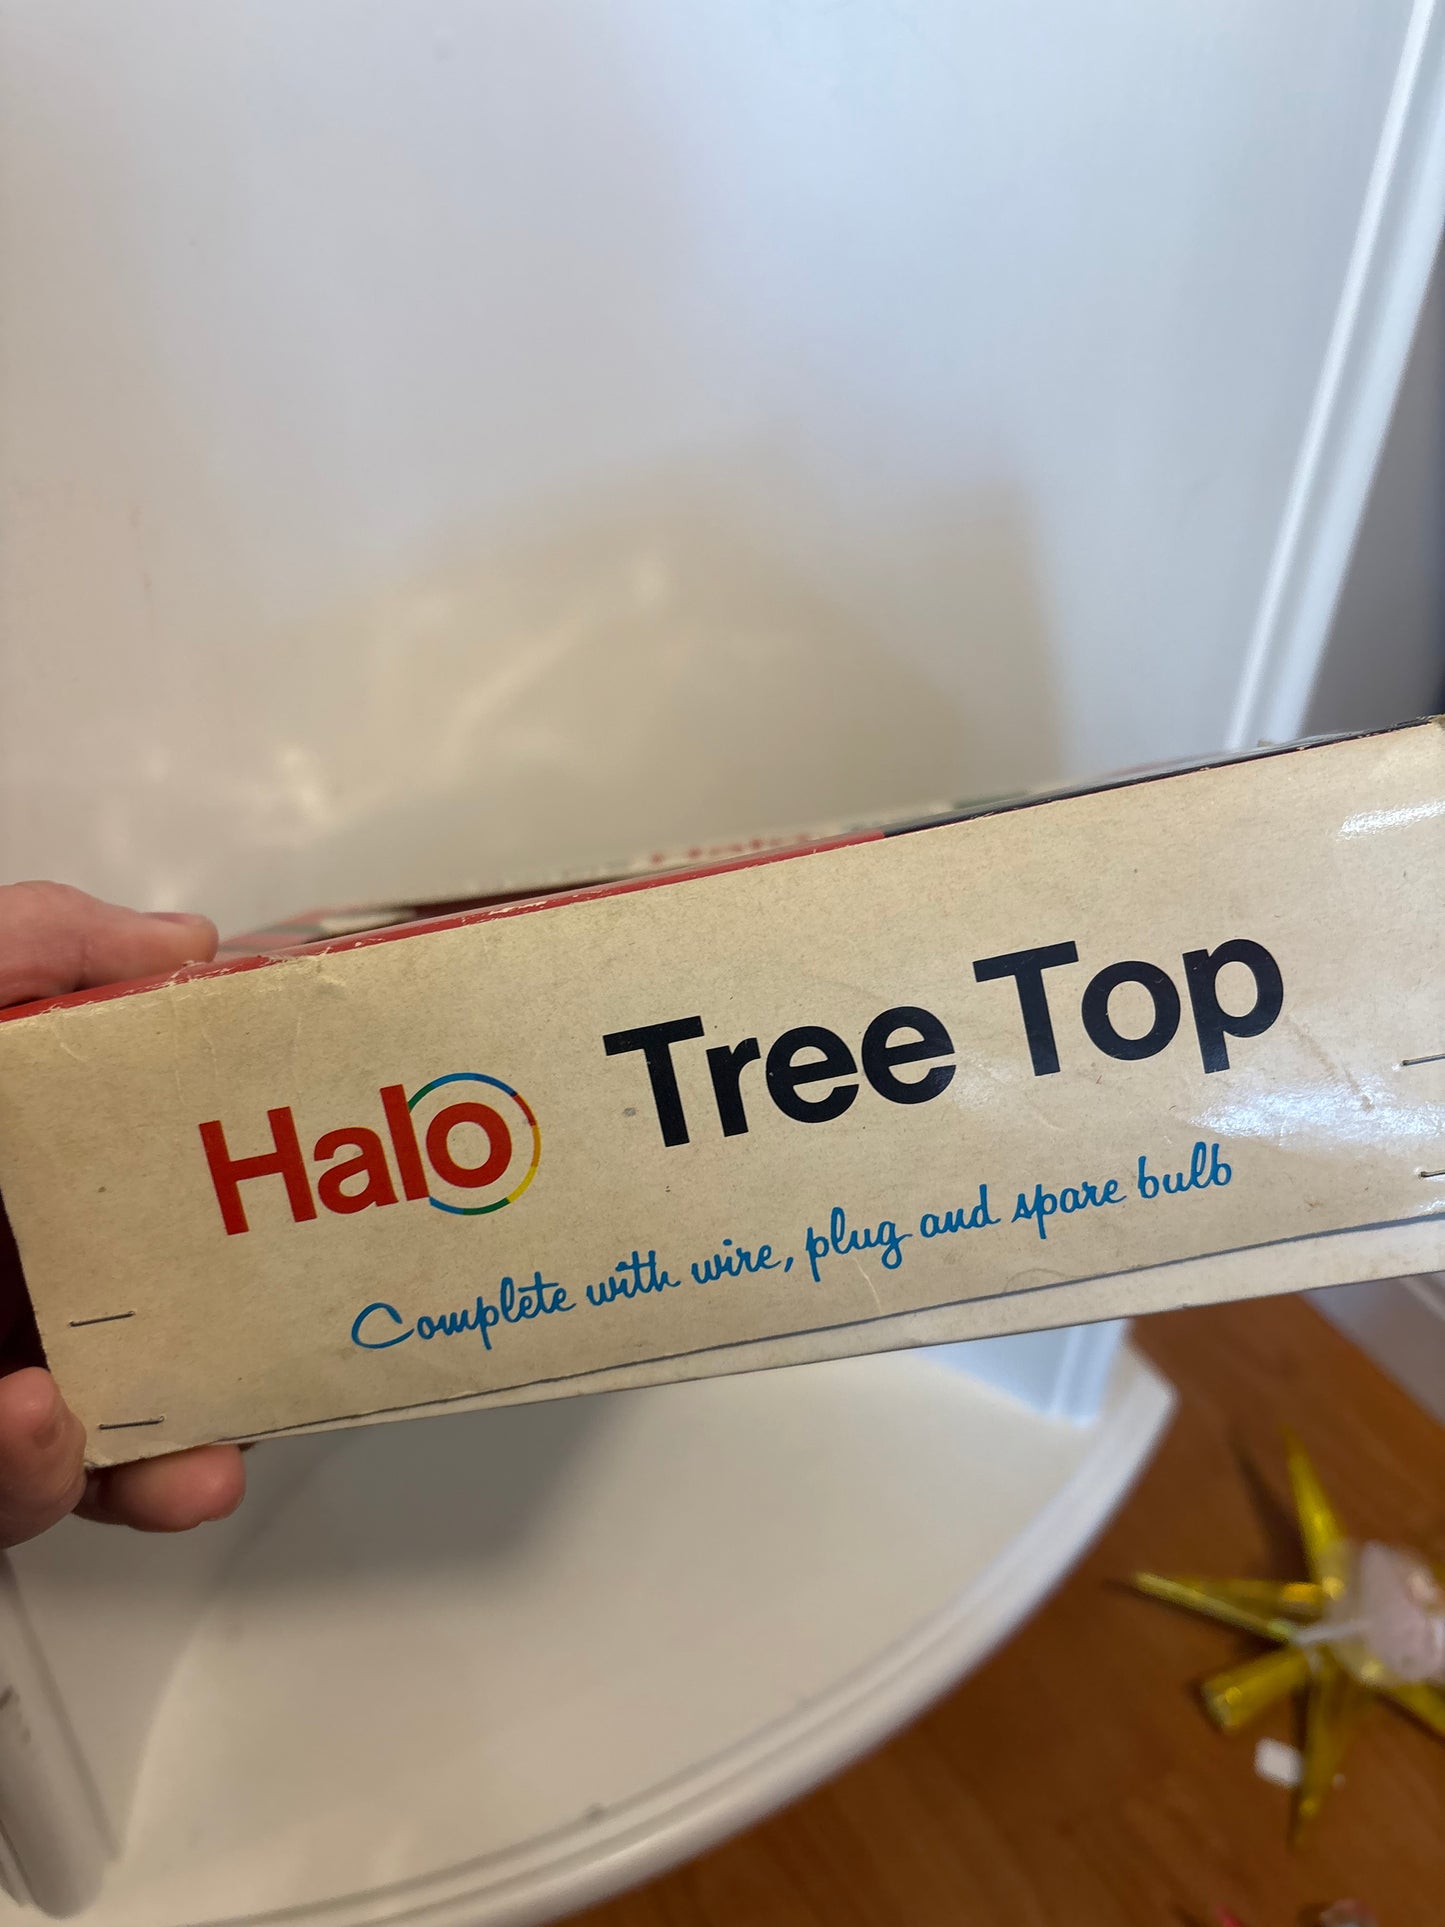 Halo Tree Top
Complete with wire, plug and spare bulb